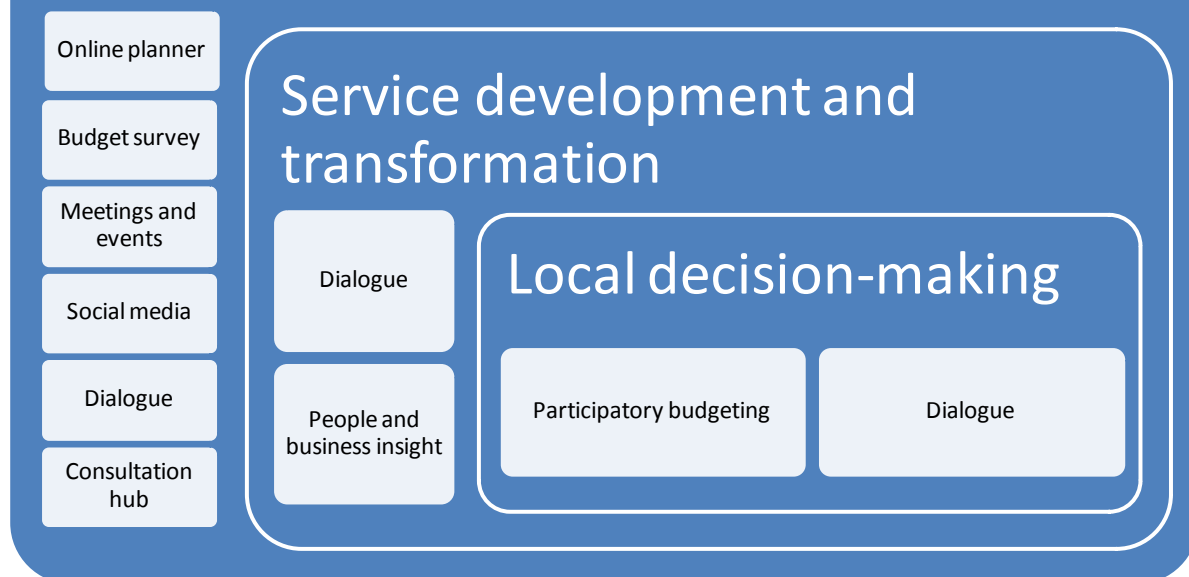 Online planner
Budget survey
Meetings and
events
Social media
Dialogue
Consultation
hub
Service development and
transformation
Dialogue
People and
business insight
Local decision-making
Participatory budgeting
Dialogue